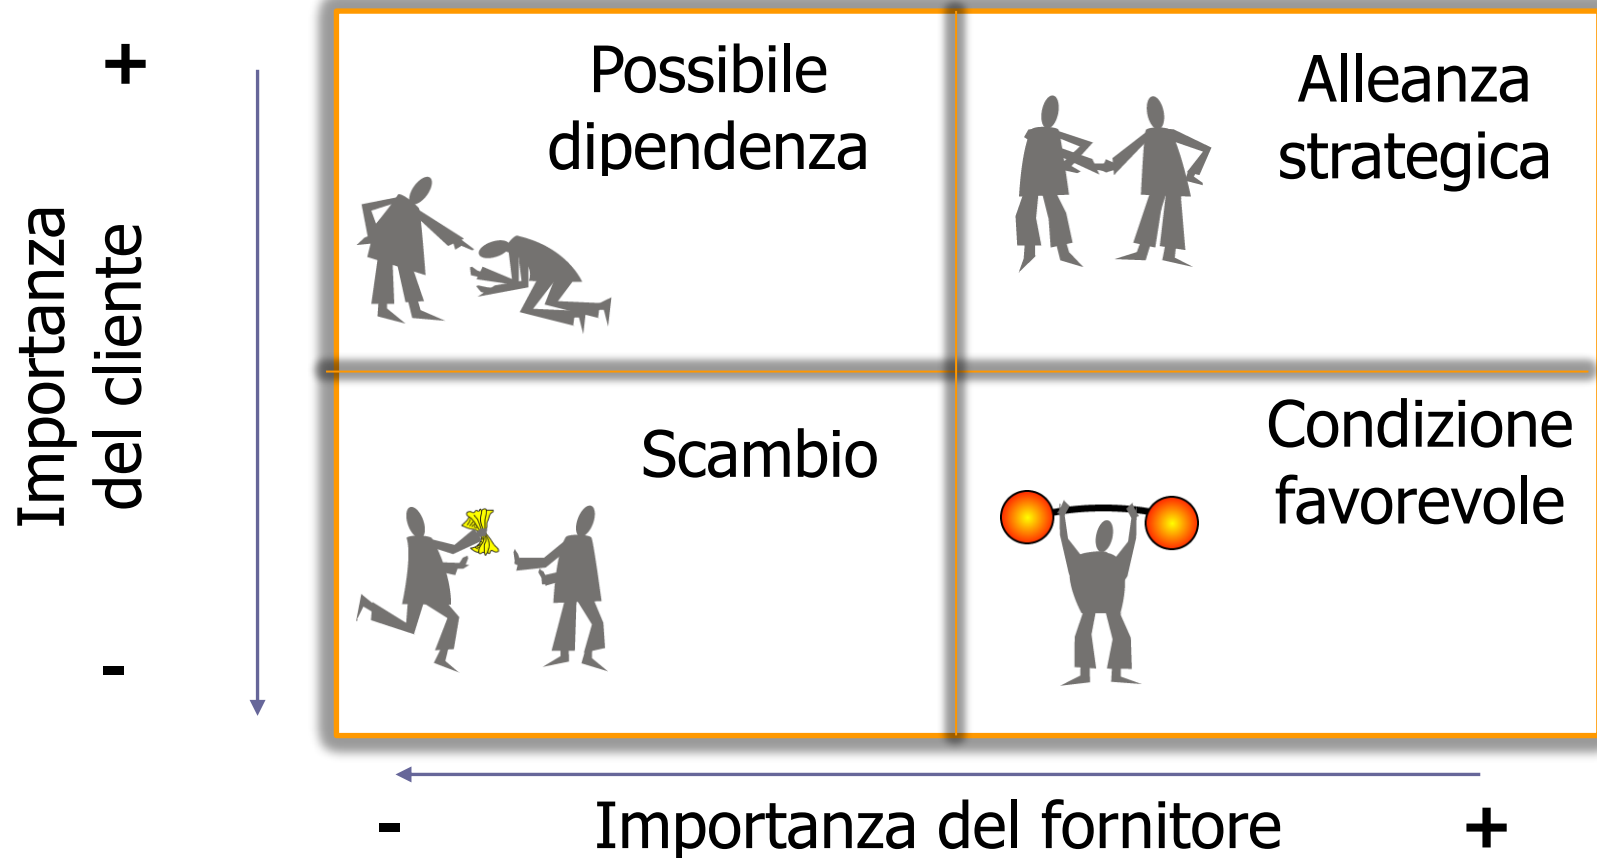 +
Possibile
dipendenza
Alleanza
strategica
Importanza
del cliente
Scambio
Condizione
favorevole
-
-
Importanza del fornitore
+